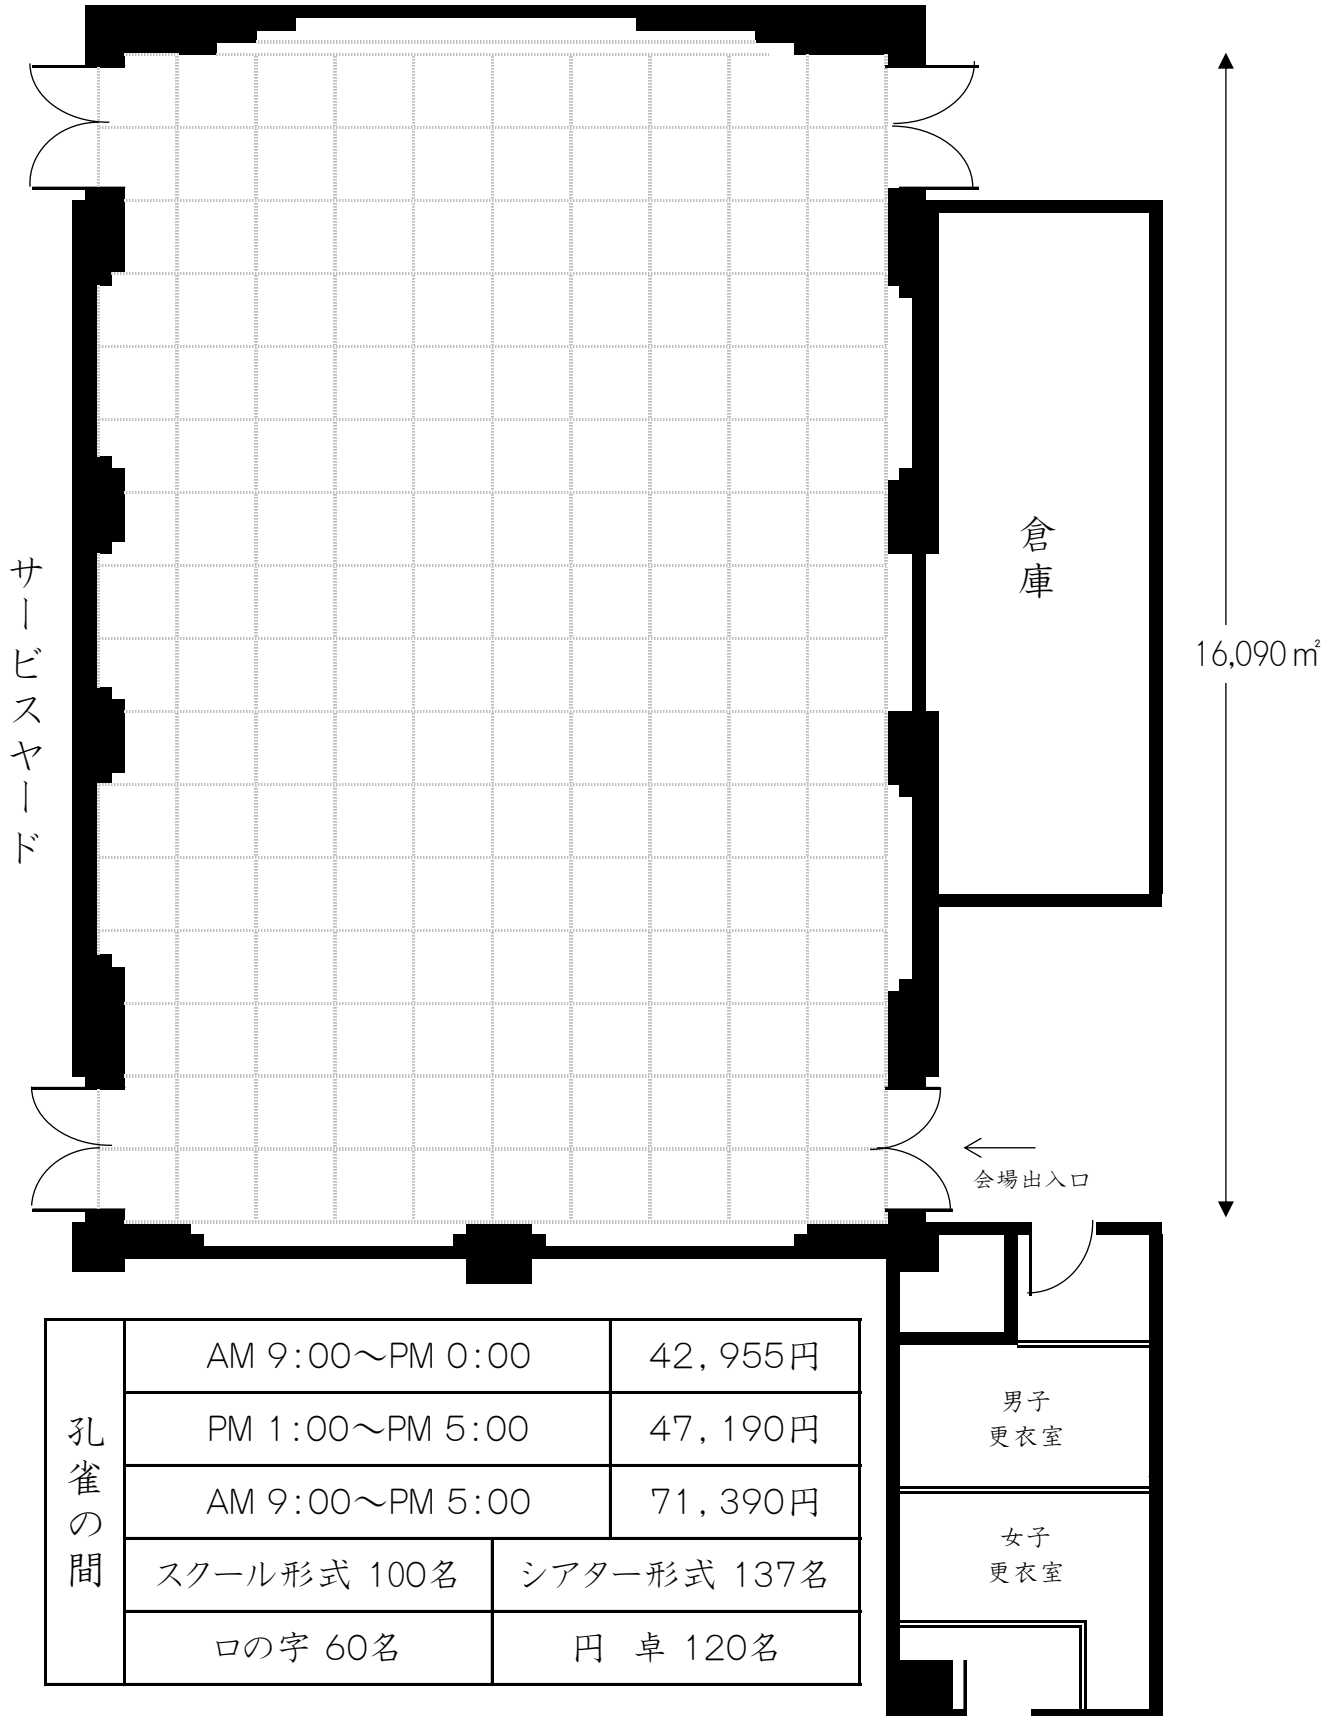 サービスヤード
倉庫
16,090㎡
会場出入口
孔雀の間
AM 9:00～PM 0:00 42,955円
PM 1:00～PM 5:00 47,190円
AM 9:00～PM 5:00 71,390円
スクール形式 100名 シアター形式 137名
ロの字 60名 円 卓 120名
男子
更衣室
女子
更衣室